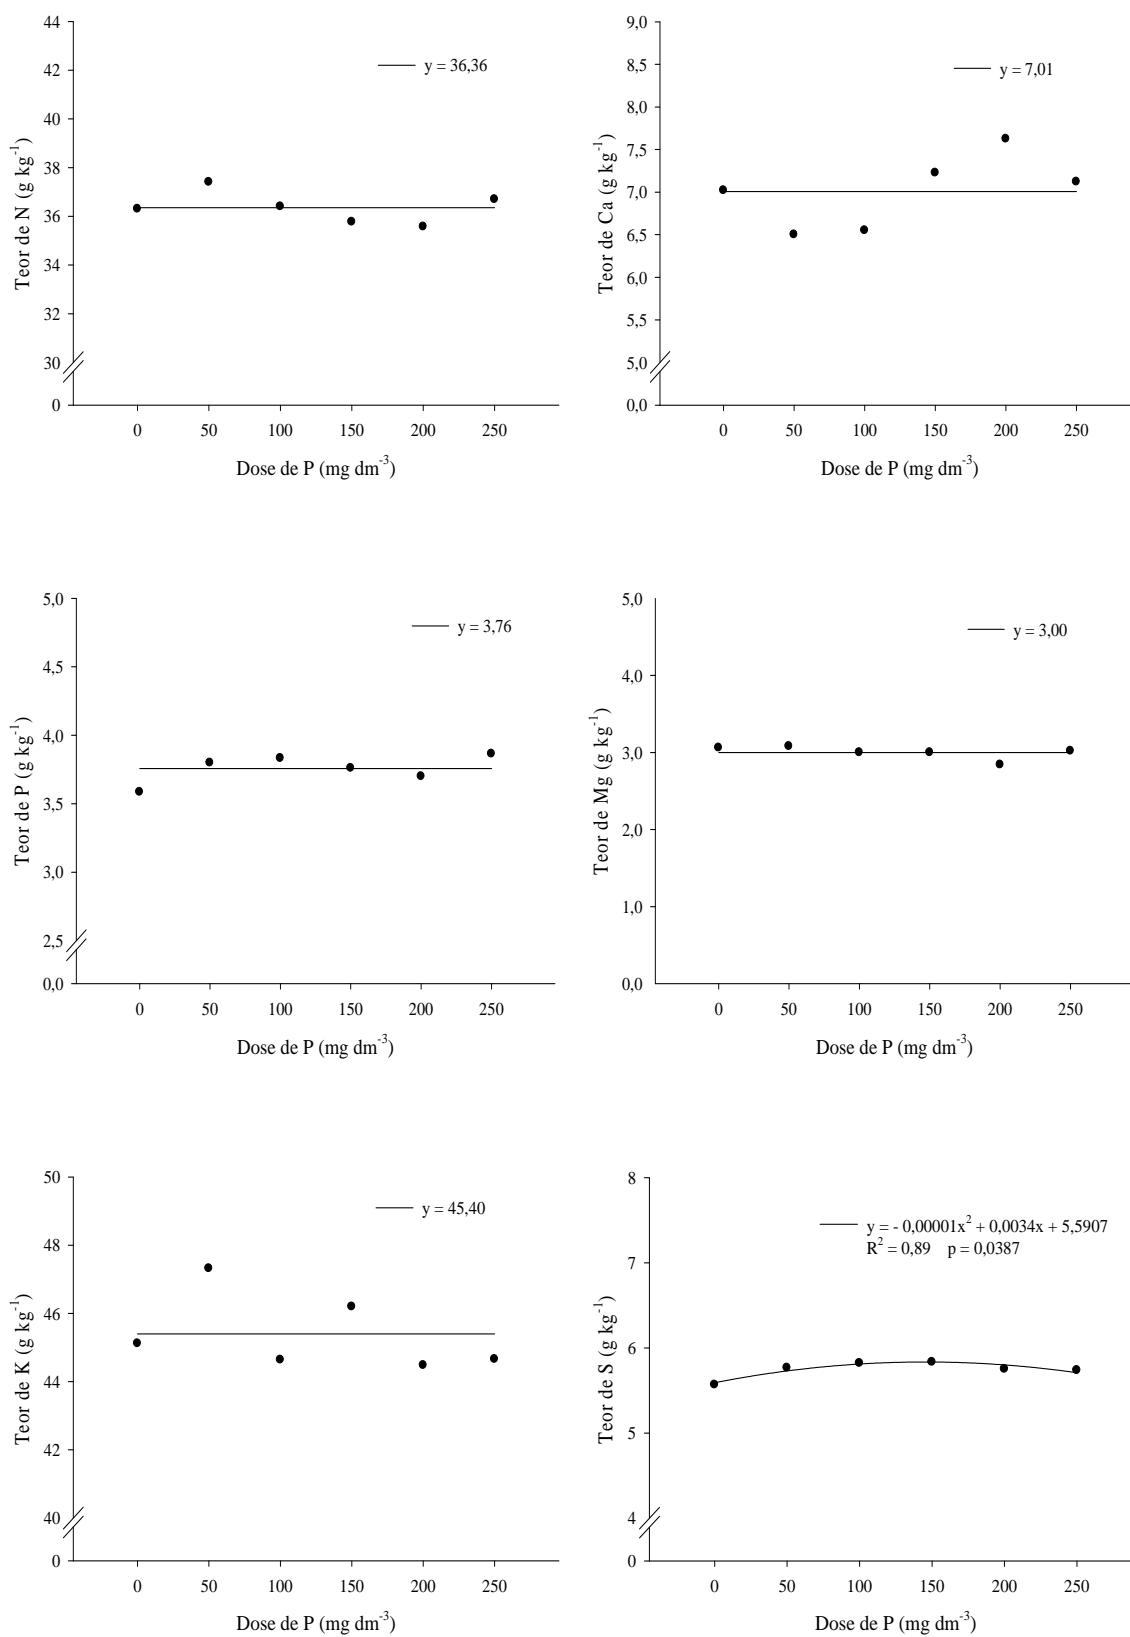 44
42
40
38
36
34
32
30
0
Teor de N (g kg⁻¹)
y = 36,36
0 50 100 150 200 250
Dose de P (mg dm⁻³)
9,0
8,5
8,0
7,5
7,0
6,5
6,0
5,5
5,0
0,0
Teor de Ca (g kg⁻¹)
y = 7,01
0 50 100 150 200 250
Dose de P (mg dm⁻³)
5,0
4,5
4,0
3,5
3,0
2,5
0,0
Teor de P (g kg⁻¹)
y = 3,76
0 50 100 150 200 250
Dose de P (mg dm⁻³)
5,0
4,0
3,0
2,0
1,0
0,0
Teor de Mg (g kg⁻¹)
y = 3,00
0 50 100 150 200 250
Dose de P (mg dm⁻³)
50
48
46
44
42
40
0
Teor de K (g kg⁻¹)
y = 45,40
0 50 100 150 200 250
Dose de P (mg dm⁻³)
8
7
6
5
4
0
Teor de S (g kg⁻¹)
y = - 0,00001x² + 0,0034x + 5,5907
R² = 0,89 p = 0,0387
0 50 100 150 200 250
Dose de P (mg dm⁻³)